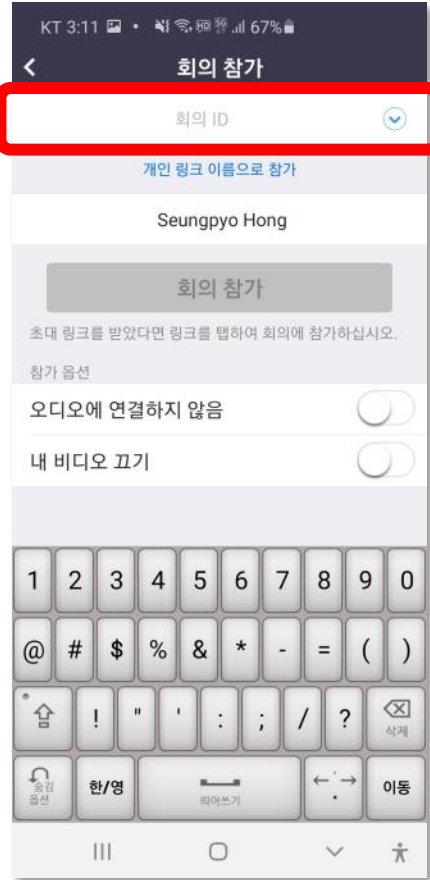 KT 3:11 67%
회의 참가
회의 ID
개인 링크 이름으로 참가
Seungpyo Hong
회의 참가
초대 링크를 받았다면 링크를 탭하여 회의에 참가하십시오.
참가 옵션
오디오에 연결하지 않음
내 비디오 끄기
1 2 3 4 5 6 7 8 9 0
@ # $ % & * - = ( )
! " ' : ; / ? 삭제
숨김 옵션 한/영 띄어쓰기 이동